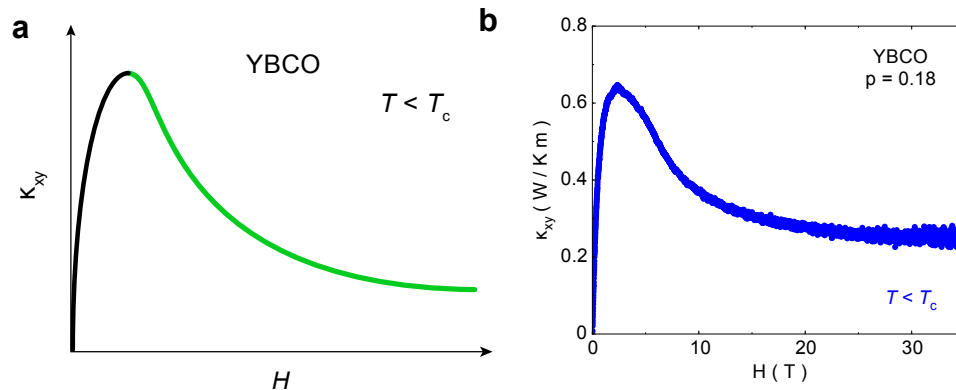 a
YBCO
T < Tc
κxy
H
b
YBCO
p = 0.18
0.8
0.6
0.4
0.2
0
0
10
20
30
κxy ( W / K m )
H ( T )
T < Tc